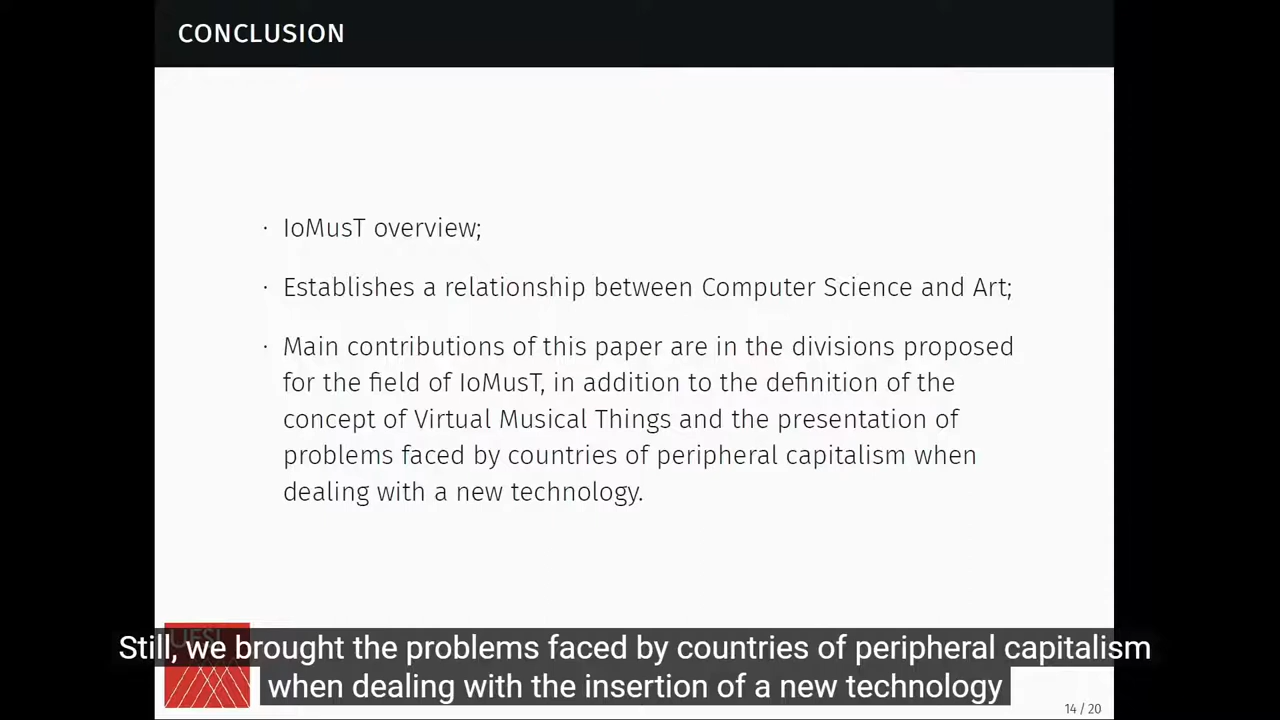 CONCLUSION
· IoMusT overview;
· Establishes a relationship between Computer Science and Art;
· Main contributions of this paper are in the divisions proposed
for the field of IoMusT, in addition to the definition of the
concept of Virtual Musical Things and the presentation of
problems faced by countries of peripheral capitalism when
dealing with a new technology.
Still, we brought the problems faced by countries of peripheral capitalism
when dealing with the insertion of a new technology
14 / 20